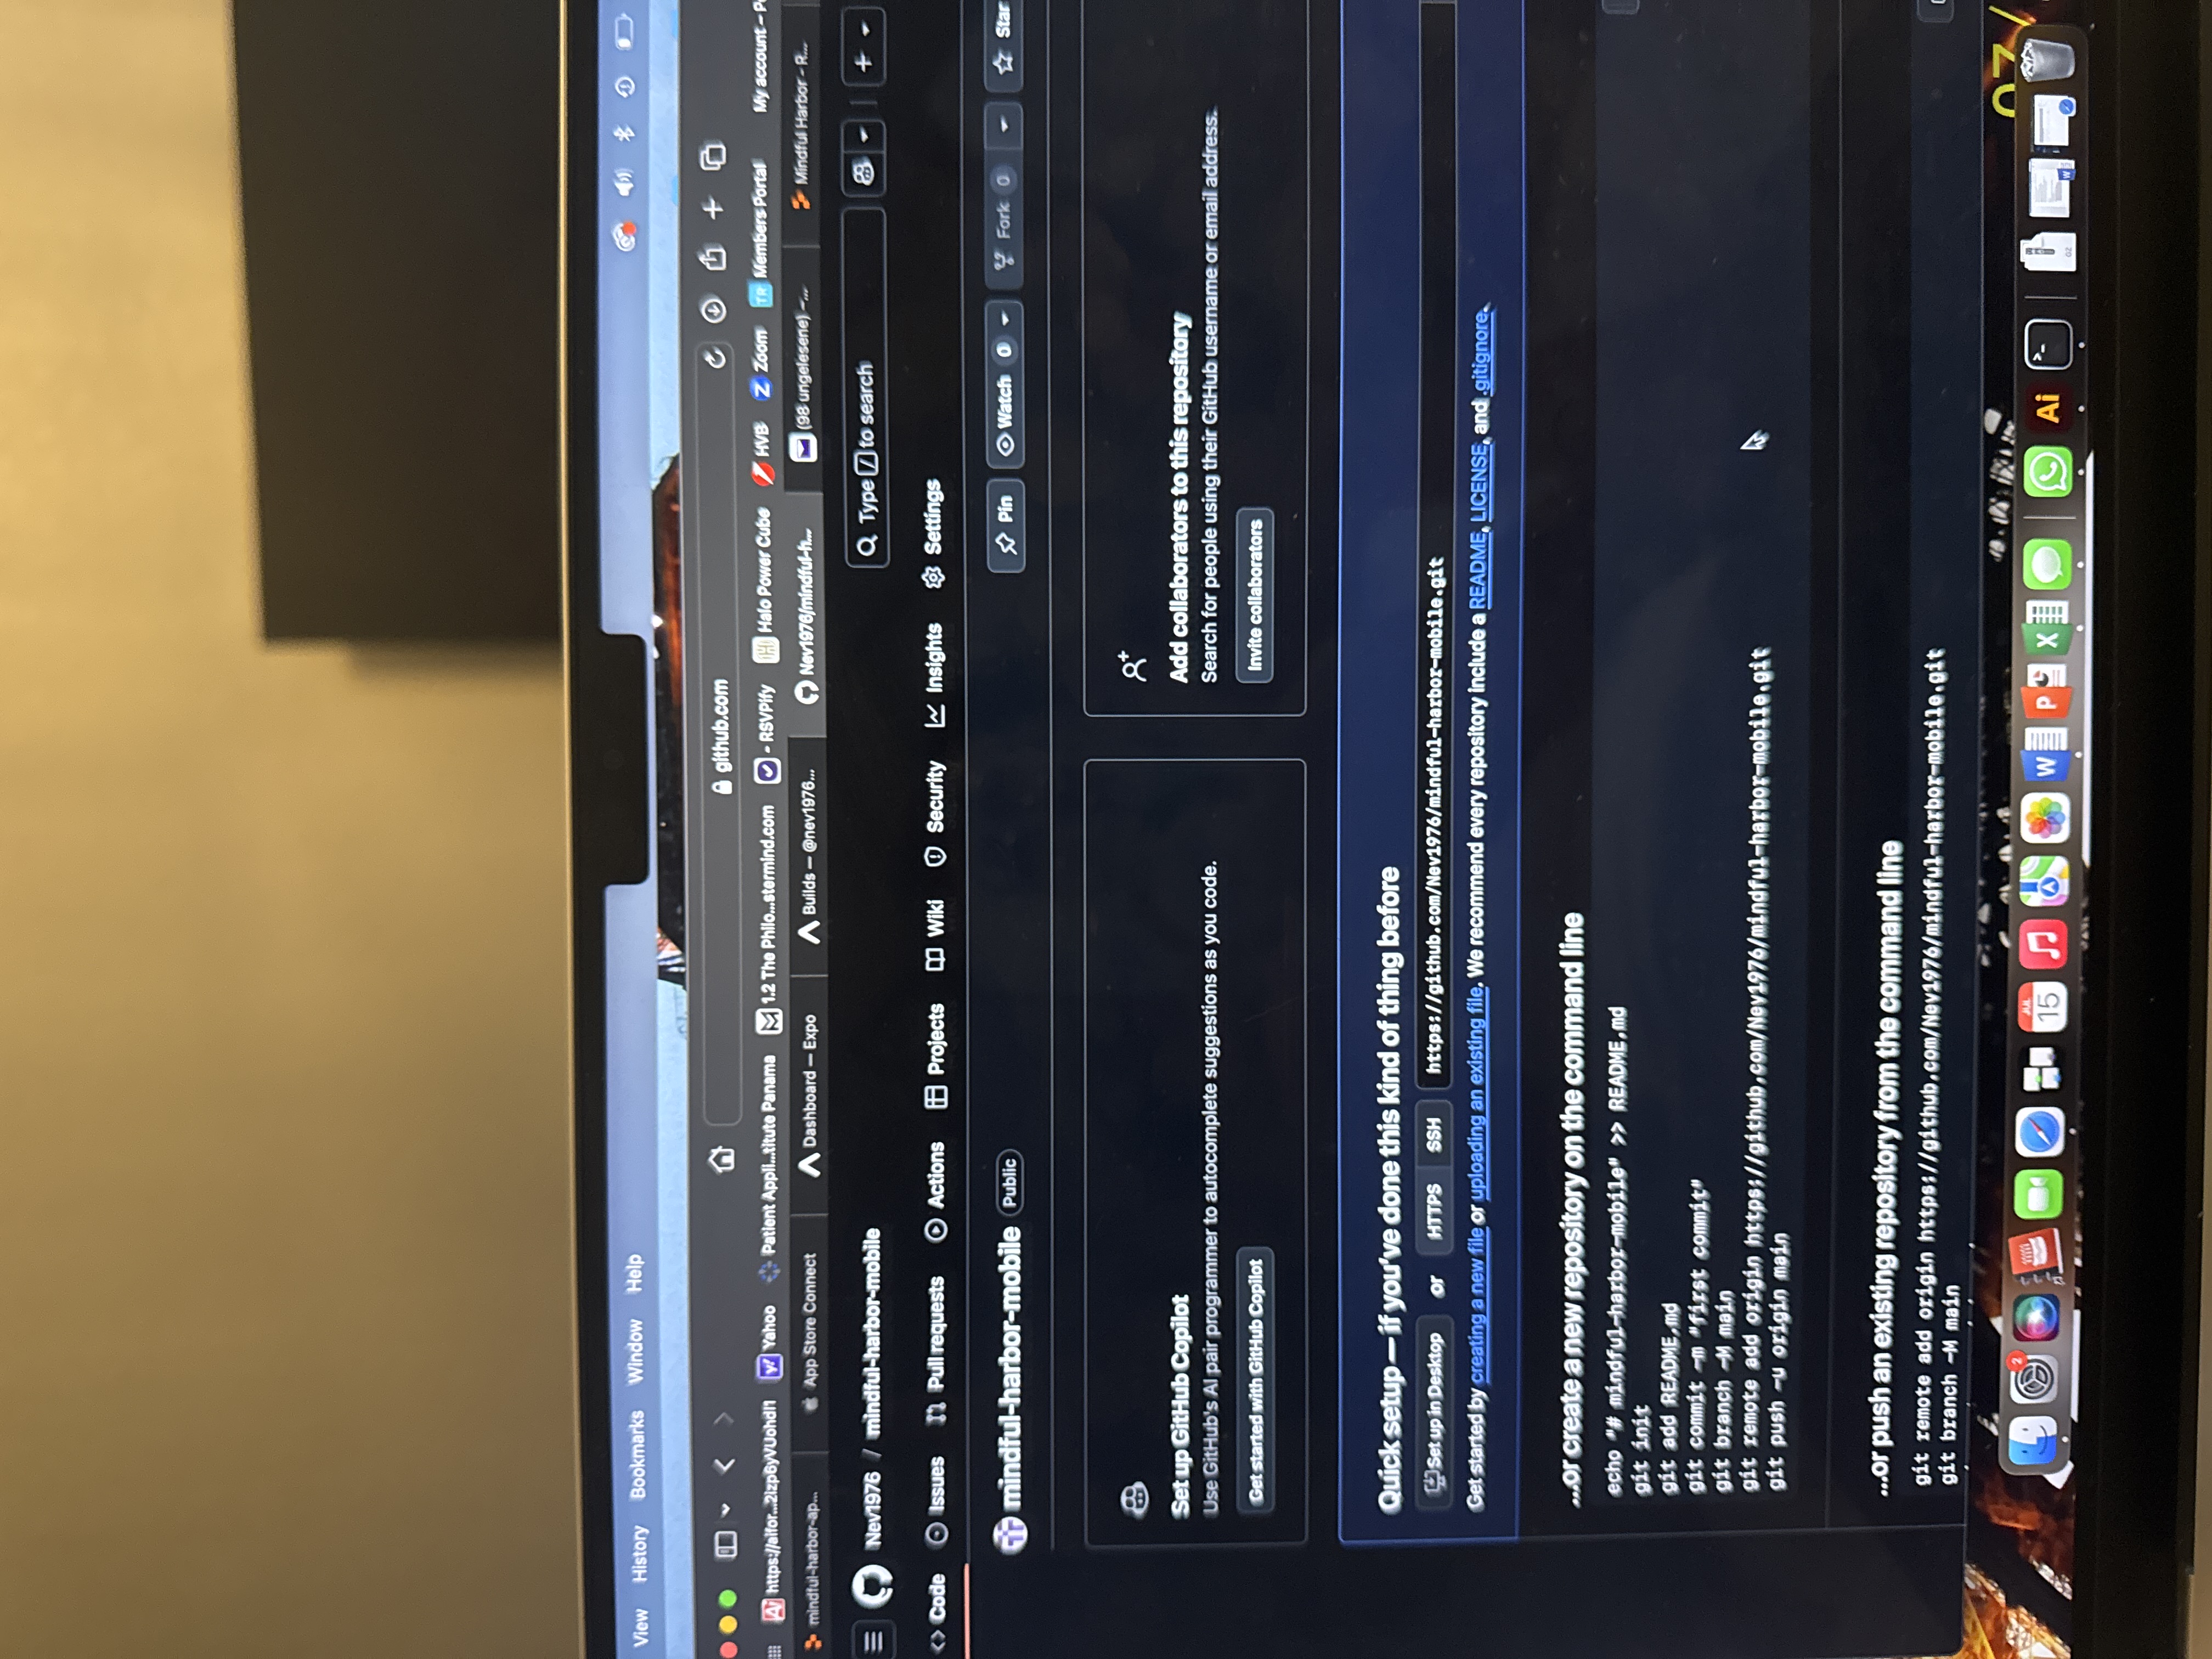 View History Bookmarks Window Help
github.com
https://aifor...2lzp6yVUohdl1 Yahoo Patient Appli...titute Panama 1.2 The Philo...stermind.com - RSVPify Halo Power Cube HVB Zoom TR Members Portal My account – P
mindful-harbor-ap... App Store Connect Dashboard — Expo Builds — @nev1976... Nev1976/mindful-h... (98 ungelesene) –... Mindful Harbor - R...
Nev1976 / mindful-harbor-mobile Type / to search
Code Issues Pull requests Actions Projects Wiki Security Insights Settings
mindful-harbor-mobile Public Pin Watch 0 Fork 0 Star
Set up GitHub Copilot
Use GitHub's AI pair programmer to autocomplete suggestions as you code.
Get started with GitHub Copilot
Add collaborators to this repository
Search for people using their GitHub username or email address.
Invite collaborators
Quick setup — if you've done this kind of thing before
Set up in Desktop or HTTPS SSH https://github.com/Nev1976/mindful-harbor-mobile.git
Get started by creating a new file or uploading an existing file. We recommend every repository include a README, LICENSE, and .gitignore.
...or create a new repository on the command line
echo "# mindful-harbor-mobile" >> README.md
git init
git add README.md
git commit -m "first commit"
git branch -M main
git remote add origin https://github.com/Nev1976/mindful-harbor-mobile.git
git push -u origin main
...or push an existing repository from the command line
git remote add origin https://github.com/Nev1976/mindful-harbor-mobile.git
git branch -M main
07/
2 JUL 15 W P X Ai >_